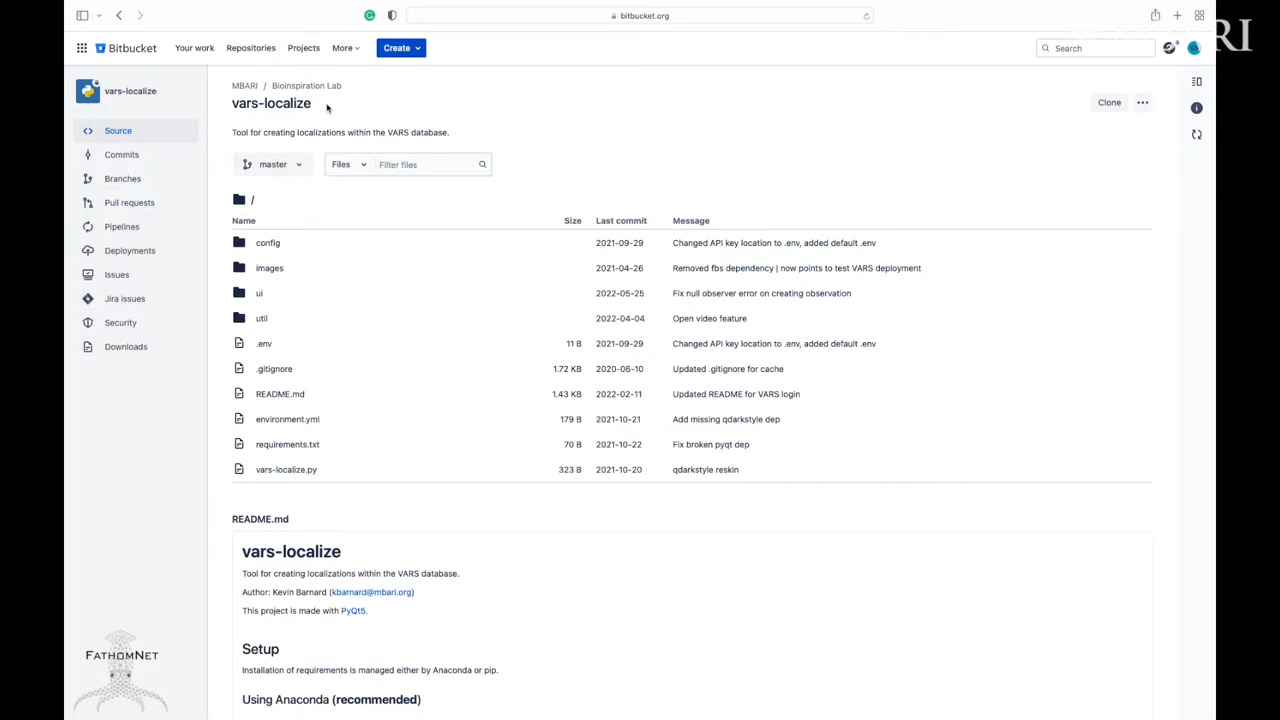 bitbucket.org
Bitbucket
Your work
Repositories
Projects
More
Create
Search
RI
vars-localize
Source
Commits
Branches
Pull requests
Pipelines
Deployments
Issues
Jira issues
Security
Downloads
MBARI / Bioinspiration Lab
vars-localize
Clone
Tool for creating localizations within the VARS database.
master
Files
Filter files
/
Name Size Last commit Message
config 2021-09-29 Changed API key location to .env, added default .env
images 2021-04-26 Removed fbs dependency | now points to test VARS deployment
ui 2022-05-25 Fix null observer error on creating observation
util 2022-04-04 Open video feature
.env 11 B 2021-09-29 Changed API key location to .env, added default .env
.gitignore 1.72 KB 2020-06-10 Updated .gitignore for cache
README.md 1.43 KB 2022-02-11 Updated README for VARS login
environment.yml 179 B 2021-10-21 Add missing qdarkstyle dep
requirements.txt 70 B 2021-10-22 Fix broken pyqt dep
vars-localize.py 323 B 2021-10-20 qdarkstyle reskin
README.md
vars-localize
Tool for creating localizations within the VARS database.
Author: Kevin Barnard (kbarnard@mbari.org)
This project is made with PyQt5.
Setup
Installation of requirements is managed either by Anaconda or pip.
Using Anaconda (recommended)
FATHOMNET